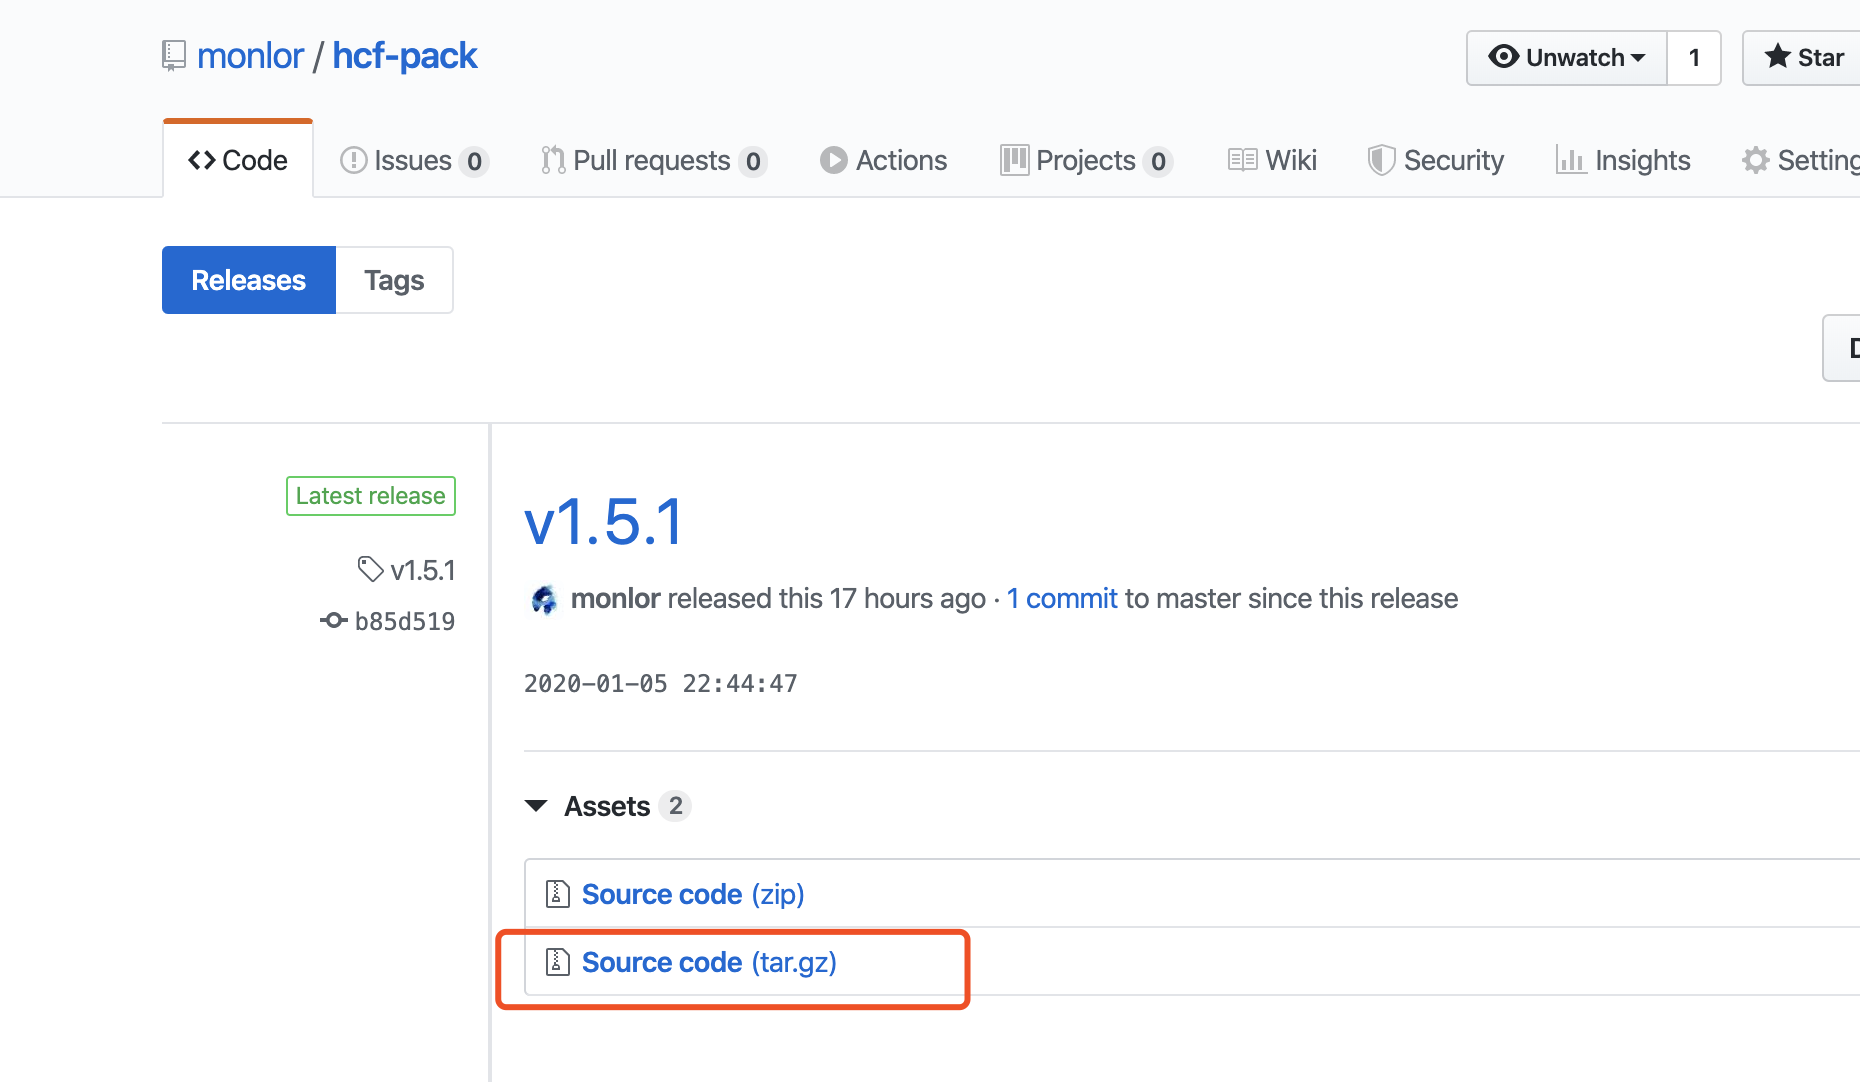 monlor / hcf-pack
Unwatch 1 Star
Code Issues 0 Pull requests 0 Actions Projects 0 Wiki Security Insights Setting
Releases Tags
Latest release
v1.5.1
b85d519
v1.5.1
monlor released this 17 hours ago · 1 commit to master since this release
2020-01-05 22:44:47
Assets 2
Source code (zip)
Source code (tar.gz)